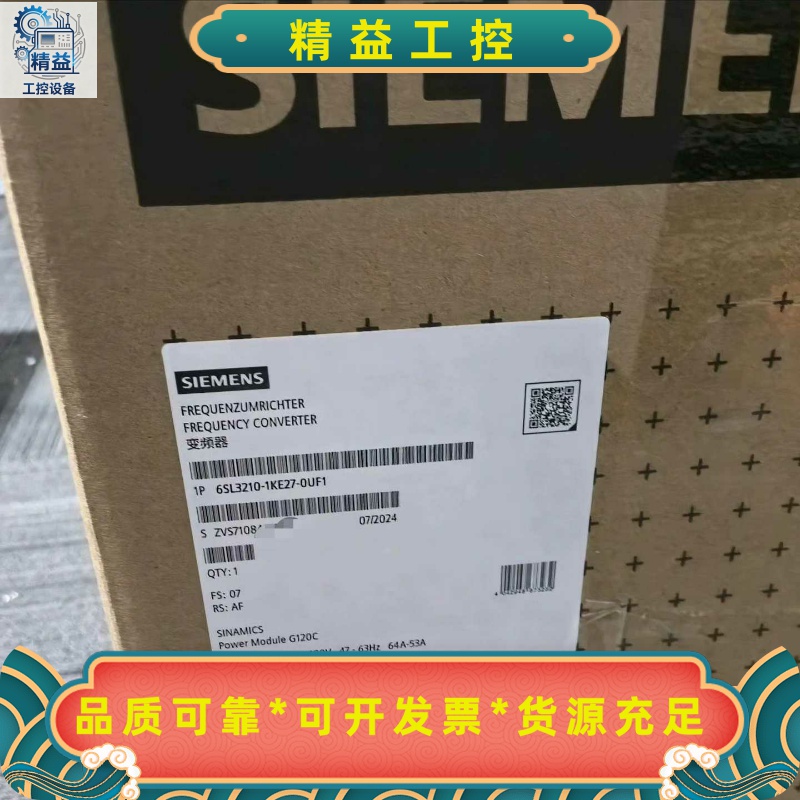 精益
工控设备
精益工控
SIEME
SIEMENS
FREQUENZUMRICHTER
FREQUENCY CONVERTER
变频器
1P 6SL3210-1KE27-0UF1
S ZVS7108
07/2024
QTY: 1
FS: 07
RS: AF
SINAMICS
Power Module G120C
47 - 63Hz 64A-53A
品质可靠*可开发票*货源充足